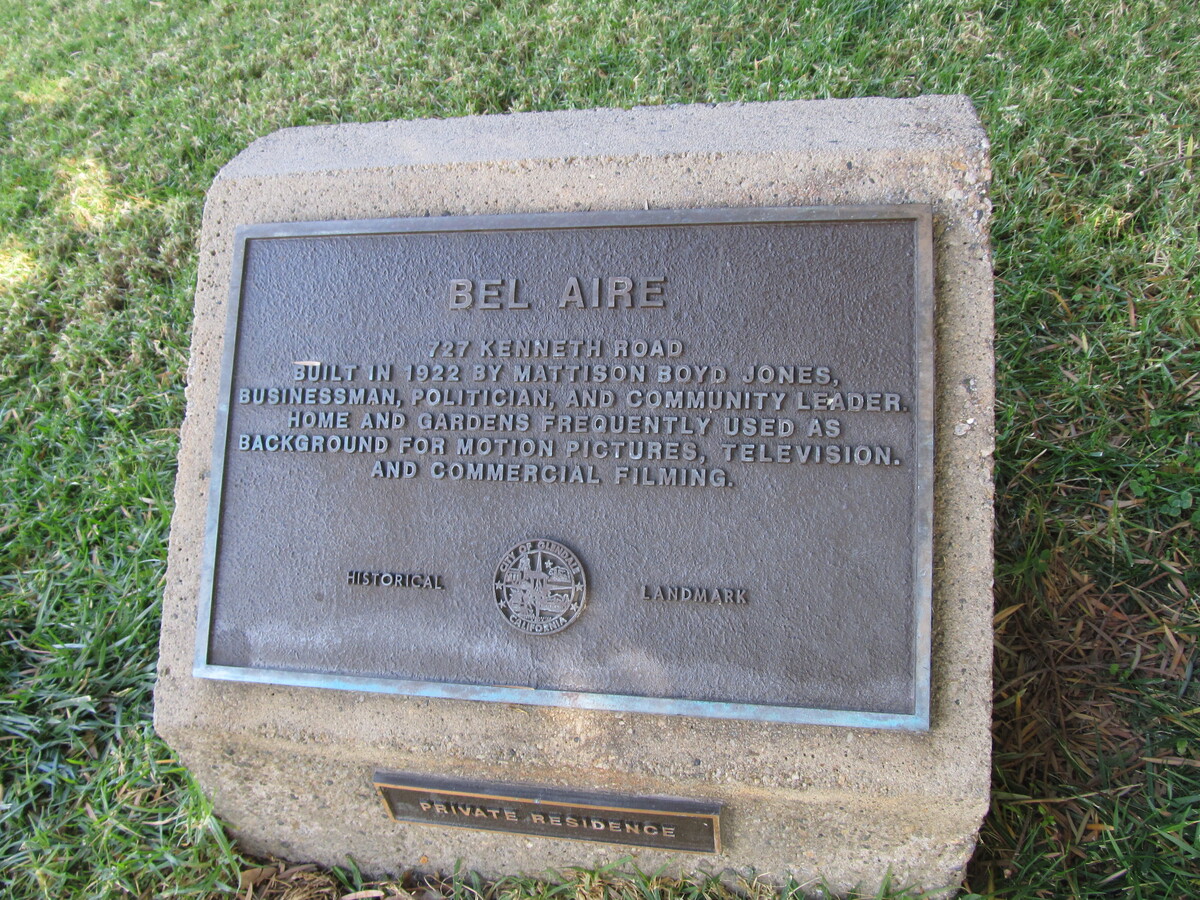 BEL AIRE
727 KENNETH ROAD
BUILT IN 1922 BY MATTISON BOYD JONES,
BUSINESSMAN, POLITICIAN, AND COMMUNITY LEADER.
HOME AND GARDENS FREQUENTLY USED AS
BACKGROUND FOR MOTION PICTURES, TELEVISION.
AND COMMERCIAL FILMING.
HISTORICAL
CITY OF GLENDALE
CALIFORNIA
LANDMARK
PRIVATE RESIDENCE